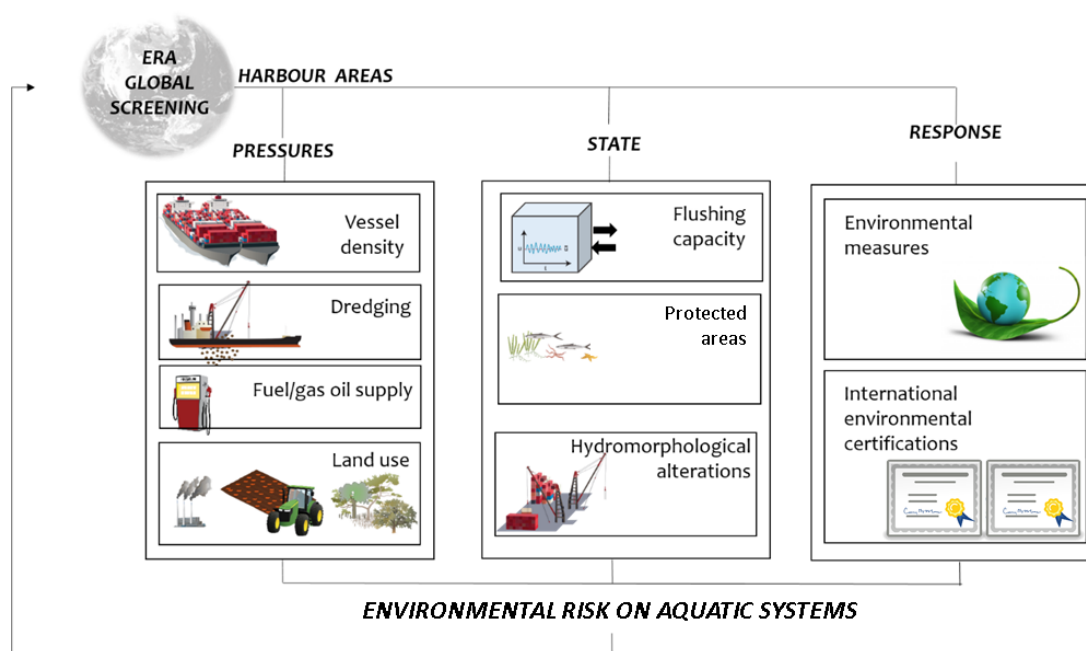 ERA
GLOBAL
SCREENING
HARBOUR AREAS
PRESSURES
STATE
RESPONSE
Vessel
density
Dredging
Fuel/gas oil supply
Land use
Flushing
capacity
Protected
areas
Hydromorphological
alterations
Environmental
measures
International
environmental
certifications
ENVIRONMENTAL RISK ON AQUATIC SYSTEMS